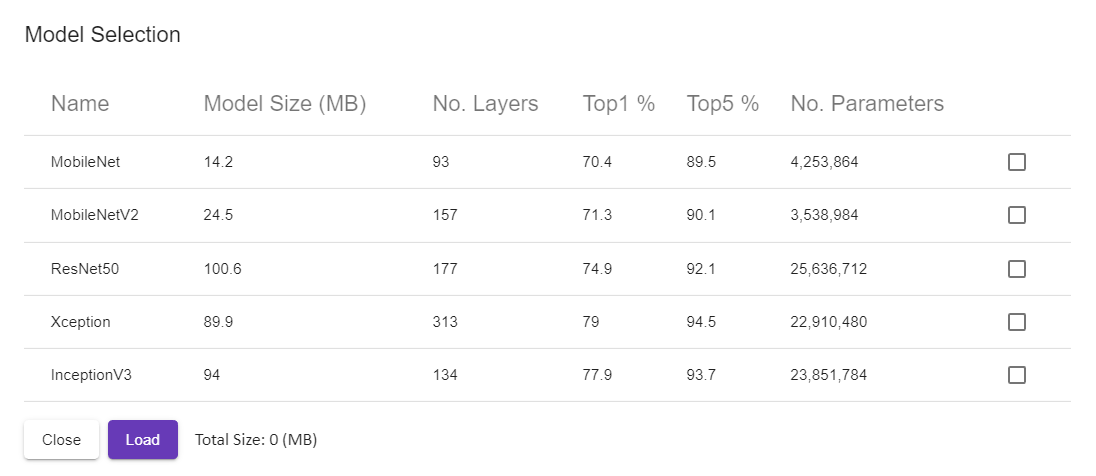 Model Selection
Name Model Size (MB) No. Layers Top1 % Top5 % No. Parameters
MobileNet 14.2 93 70.4 89.5 4,253,864
MobileNetV2 24.5 157 71.3 90.1 3,538,984
ResNet50 100.6 177 74.9 92.1 25,636,712
Xception 89.9 313 79 94.5 22,910,480
InceptionV3 94 134 77.9 93.7 23,851,784
Close Load Total Size: 0 (MB)